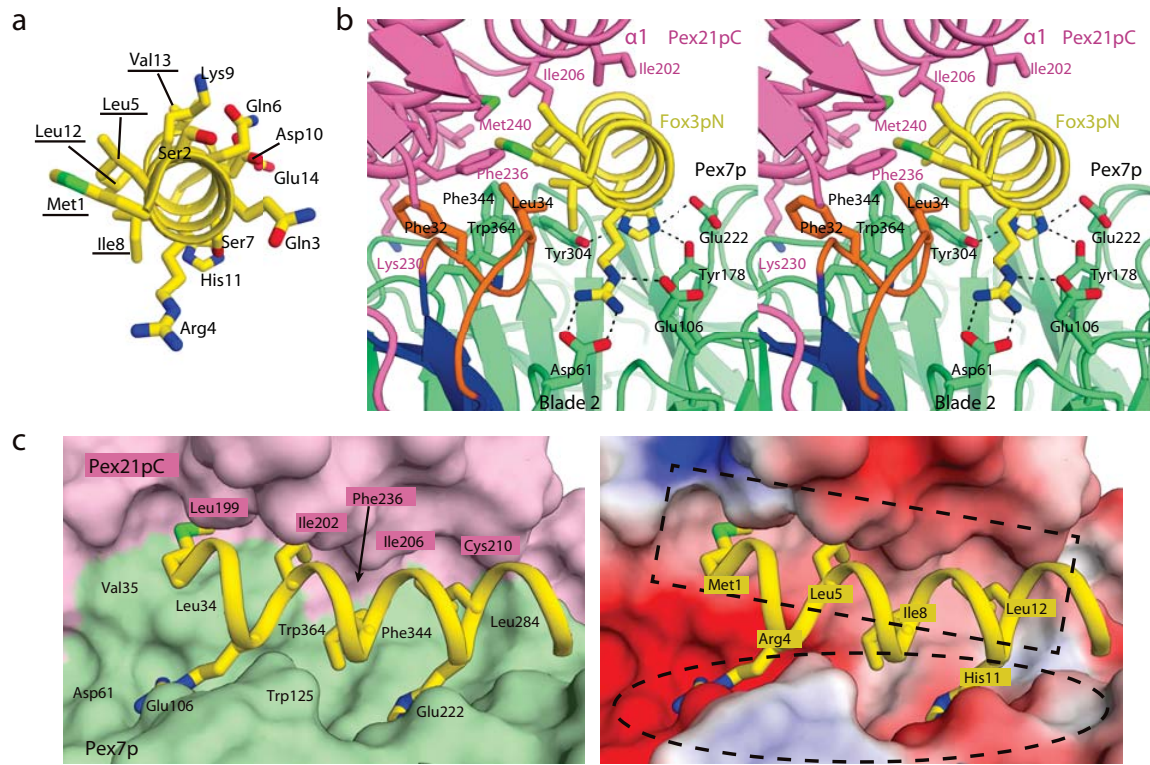 a
Val13
Lys9
Leu5
Gln6
Leu12
Ser2
Asp10
Glu14
Met1
Ile8
Ser7
Gln3
His11
Arg4
b
α1 Pex21pC
Ile206
Ile202
Met240
Fox3pN
Phe236
Pex7p
Phe344
Leu34
Phe32
Trp364
Glu222
Lys230
Tyr304
Tyr178
Glu106
Asp61
Blade 2
α1 Pex21pC
Ile206
Ile202
Met240
Fox3pN
Phe236
Pex7p
Phe344
Leu34
Phe32
Trp364
Glu222
Lys230
Tyr304
Tyr178
Glu106
Asp61
Blade 2
c
Pex21pC
Phe236
Leu199
Ile202
Ile206
Cys210
Val35
Leu34
Trp364
Phe344
Leu284
Asp61
Glu106
Trp125
Glu222
Pex7p
Met1
Leu5
Ile8
Leu12
Arg4
His11